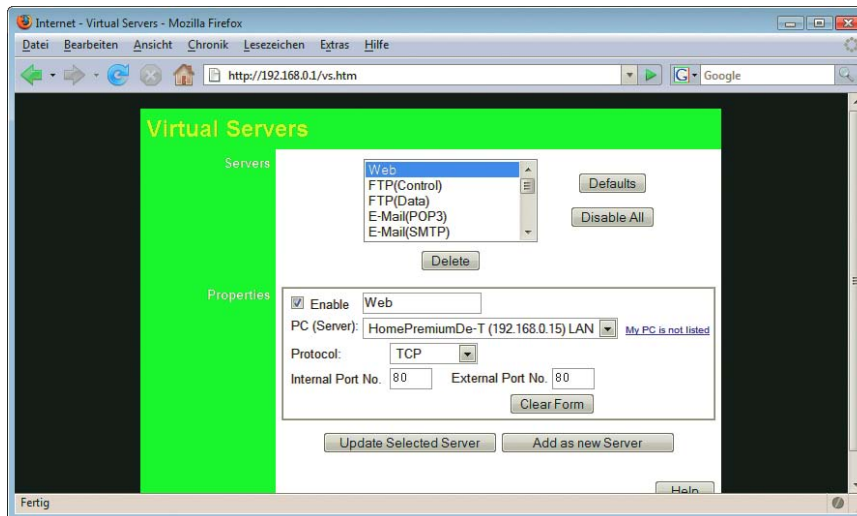 Internet - Virtual Servers - Mozilla Firefox
Datei Bearbeiten Ansicht Chronik Lesezeichen Extras Hilfe
http://192.168.0.1/vs.htm G Google
Virtual Servers
Servers
Web
FTP(Control)
FTP(Data)
E-Mail(POP3)
E-Mail(SMTP)
Defaults
Disable All
Delete
Properties
Enable Web
PC (Server): HomePremiumDe-T (192.168.0.15) LAN My PC is not listed
Protocol: TCP
Internal Port No. 80 External Port No. 80
Clear Form
Update Selected Server Add as new Server
Help
Fertig